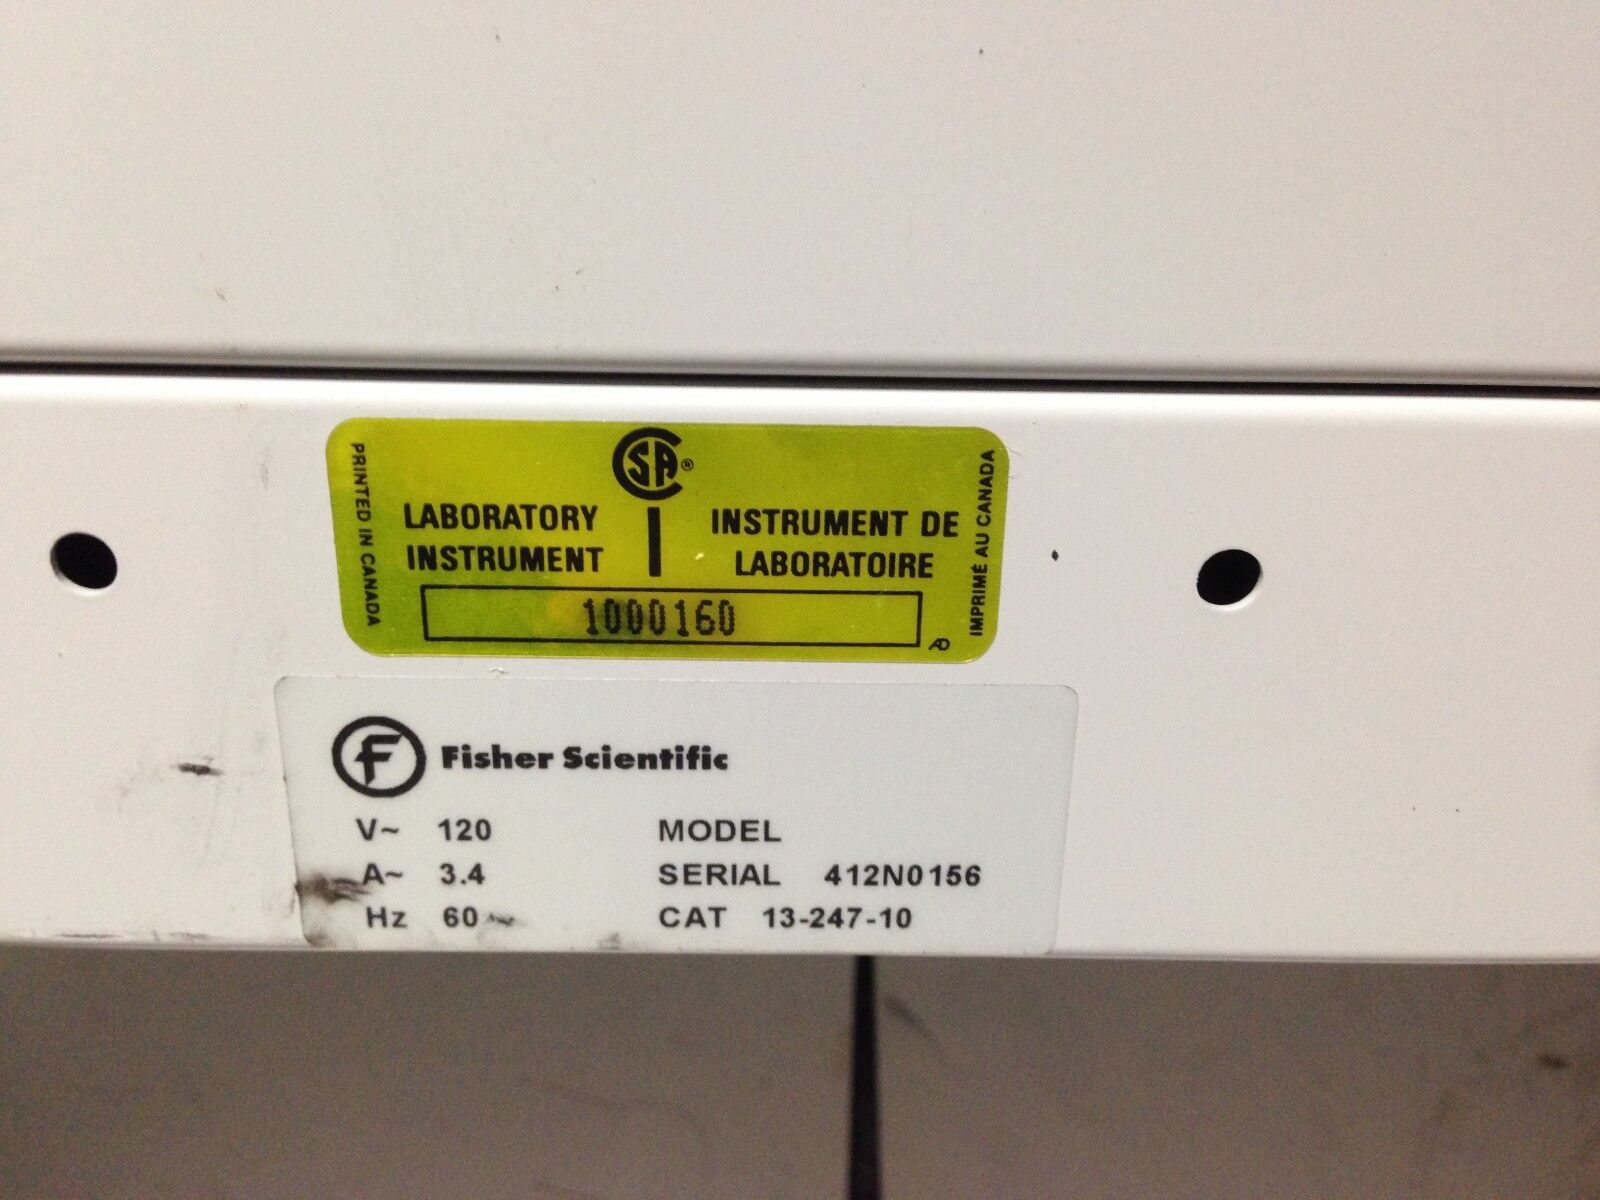 CSA®
LABORATORY
INSTRUMENT
INSTRUMENT DE
LABORATOIRE
PRINTED IN CANADA
IMPRIMÉ AU CANADA
1000160
F Fisher Scientific
V~ 120
A~ 3.4
Hz 60
MODEL
SERIAL 412N0156
CAT 13-247-10